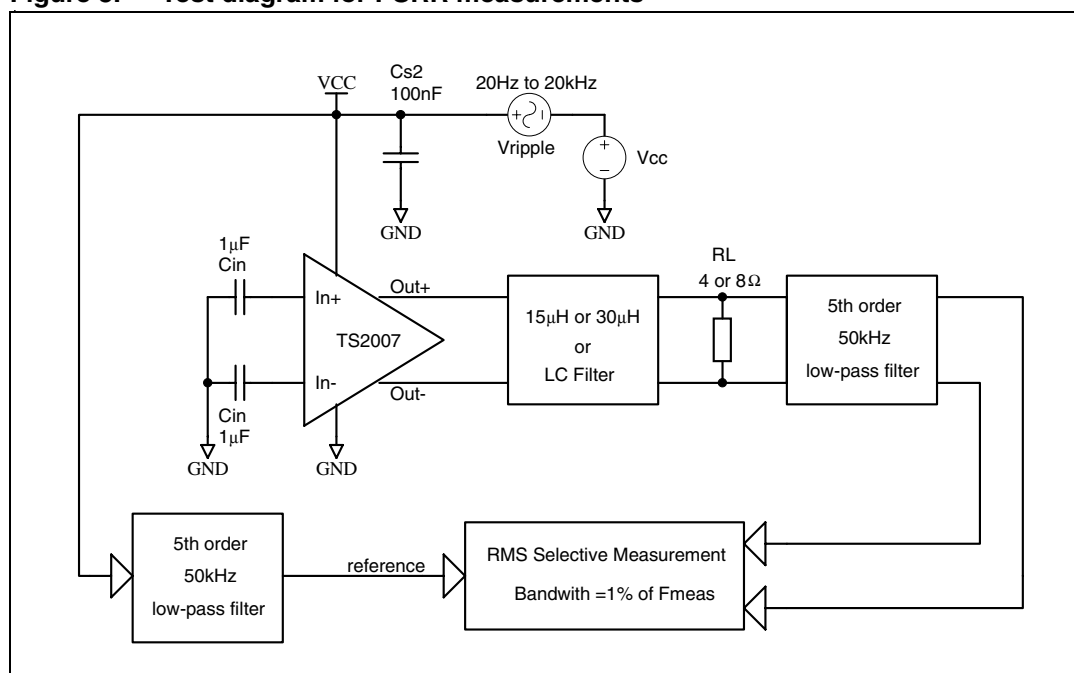 Test diagram for PSRR measurements
VCC
Cs2
100nF
20Hz to 20kHz
Vripple
Vcc
GND
GND
1μF
Cin
In+
Out+
TS2007
In-
Out-
Cin
1μF
GND
GND
15μH or 30μH
or
LC Filter
RL
4 or 8Ω
5th order
50kHz
low-pass filter
5th order
50kHz
low-pass filter
reference
RMS Selective Measurement
Bandwith =1% of Fmeas